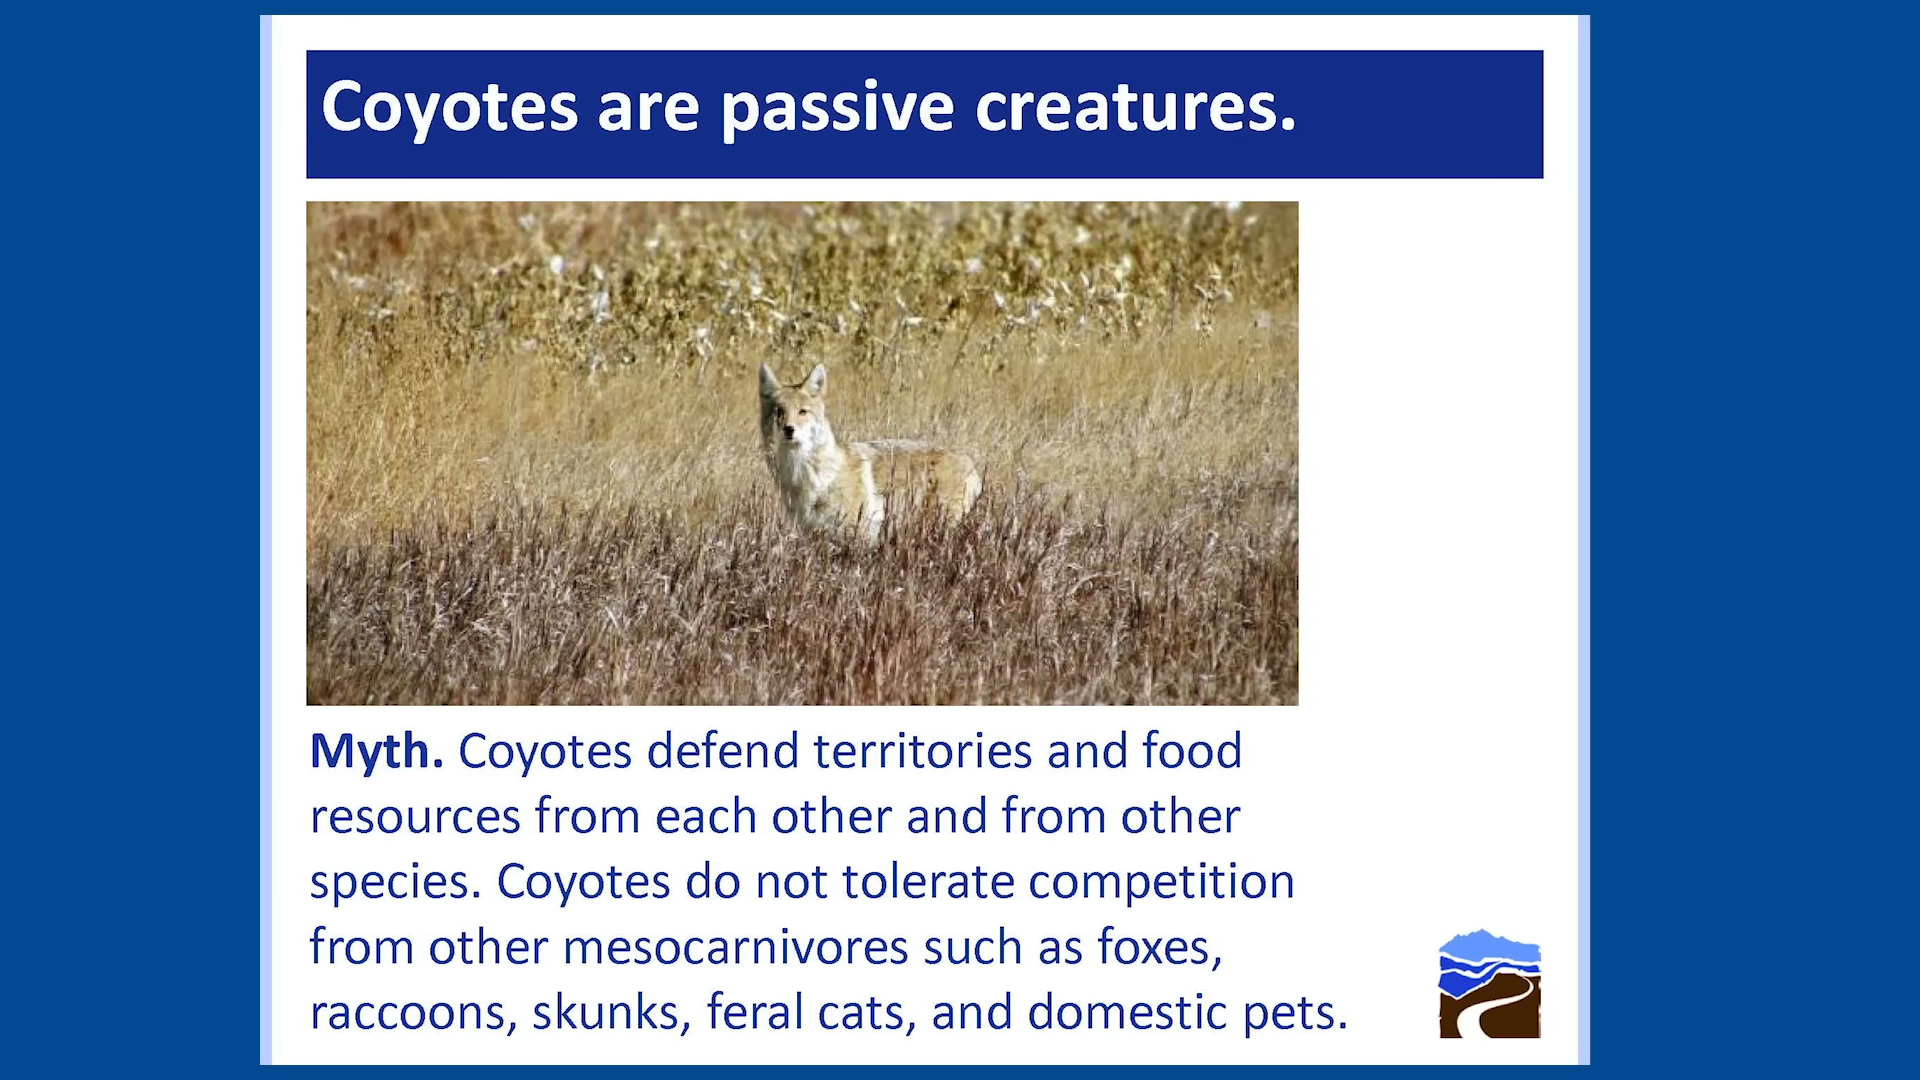 Coyotes are passive creatures.
Myth. Coyotes defend territories and food
resources from each other and from other
species. Coyotes do not tolerate competition
from other mesocarnivores such as foxes,
raccoons, skunks, feral cats, and domestic pets.